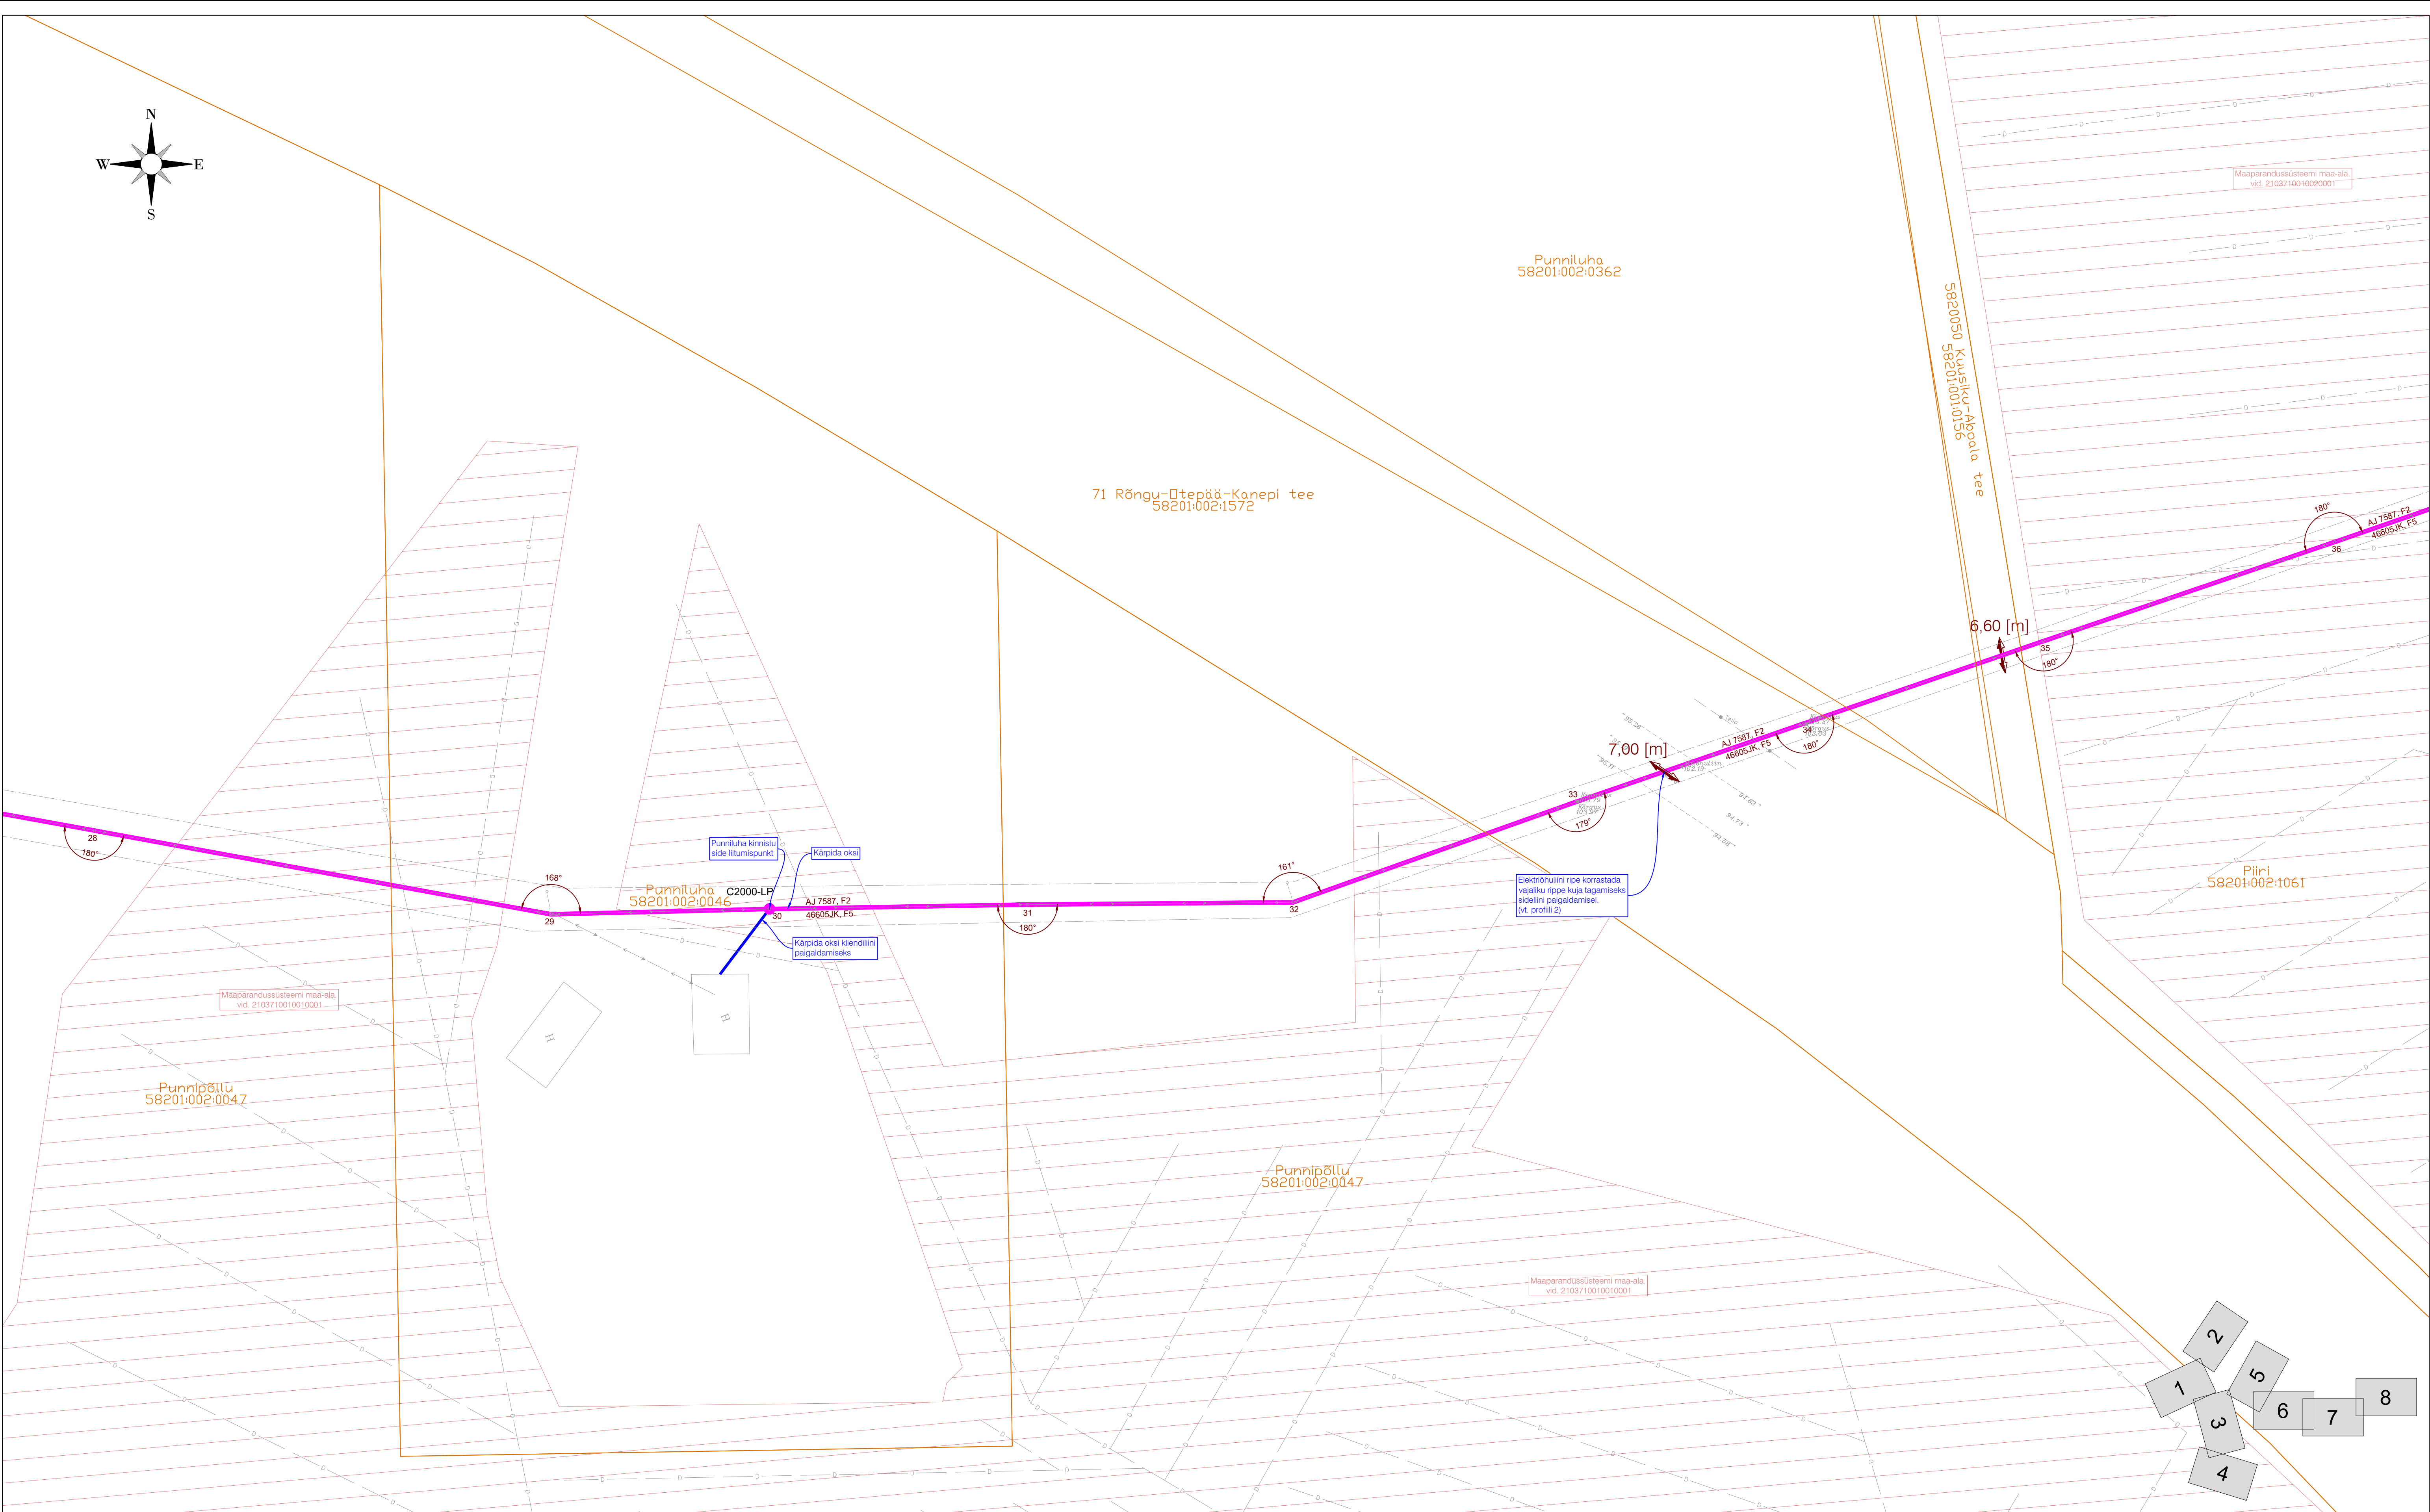 N
W E
S
Punniluha
58201:002:0362
Maaparandussüsteemi maa-ala.
vid. 2103710010020001
5820050 Kuusiku-Aboala tee
58201:001:0156
71 Rõngu-□tepää-Kanepi tee
58201:002:1572
180°
AJ 7587, F2
46605JK, F5
36
6,60 [m]
35
180°
7,00 [m]
AJ 7587, F2
46605JK, F5
34
180°
33
179°
28
180°
Punniluha kinnistu
side liitumispunkt
Kärpida oksi
168°
29
Punniluha
58201:002:0046
C2000-LP
30
AJ 7587, F2
46605JK, F5
31
180°
161°
32
Kärpida oksi kliendiliini
paigaldamiseks
Elektriõhuliini ripe korrastada
vajaliku rippe kuja tagamiseks
sideliini paigaldamisel.
(vt. profiili 2)
Piiri
58201:002:1061
Maaparandussüsteemi maa-ala.
vid. 2103710010010001
H
H
Punnipõllu
58201:002:0047
Punnipõllu
58201:002:0047
Maaparandussüsteemi maa-ala.
vid. 2103710010010001
1
2
3
4
5
6
7
8